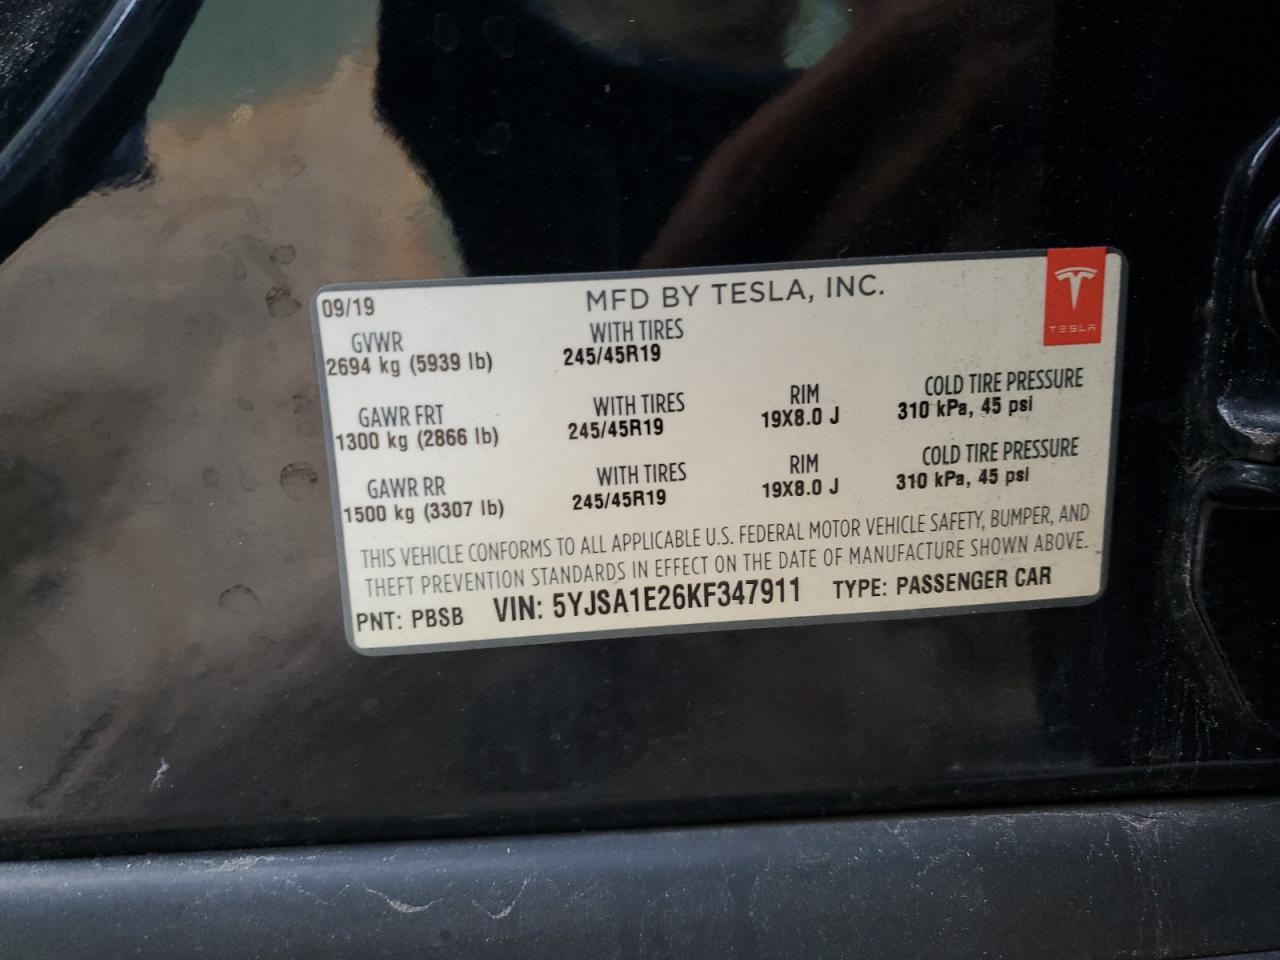 09/19 MFD BY TESLA, INC.
TESLA
GVWR WITH TIRES
2694 kg (5939 lb) 245/45R19
GAWR FRT WITH TIRES RIM COLD TIRE PRESSURE
1300 kg (2866 lb) 245/45R19 19X8.0 J 310 kPa, 45 psi
GAWR RR WITH TIRES RIM COLD TIRE PRESSURE
1500 kg (3307 lb) 245/45R19 19X8.0 J 310 kPa, 45 psi
THIS VEHICLE CONFORMS TO ALL APPLICABLE U.S. FEDERAL MOTOR VEHICLE SAFETY, BUMPER, AND
THEFT PREVENTION STANDARDS IN EFFECT ON THE DATE OF MANUFACTURE SHOWN ABOVE.
PNT: PBSB VIN: 5YJSA1E26KF347911 TYPE: PASSENGER CAR